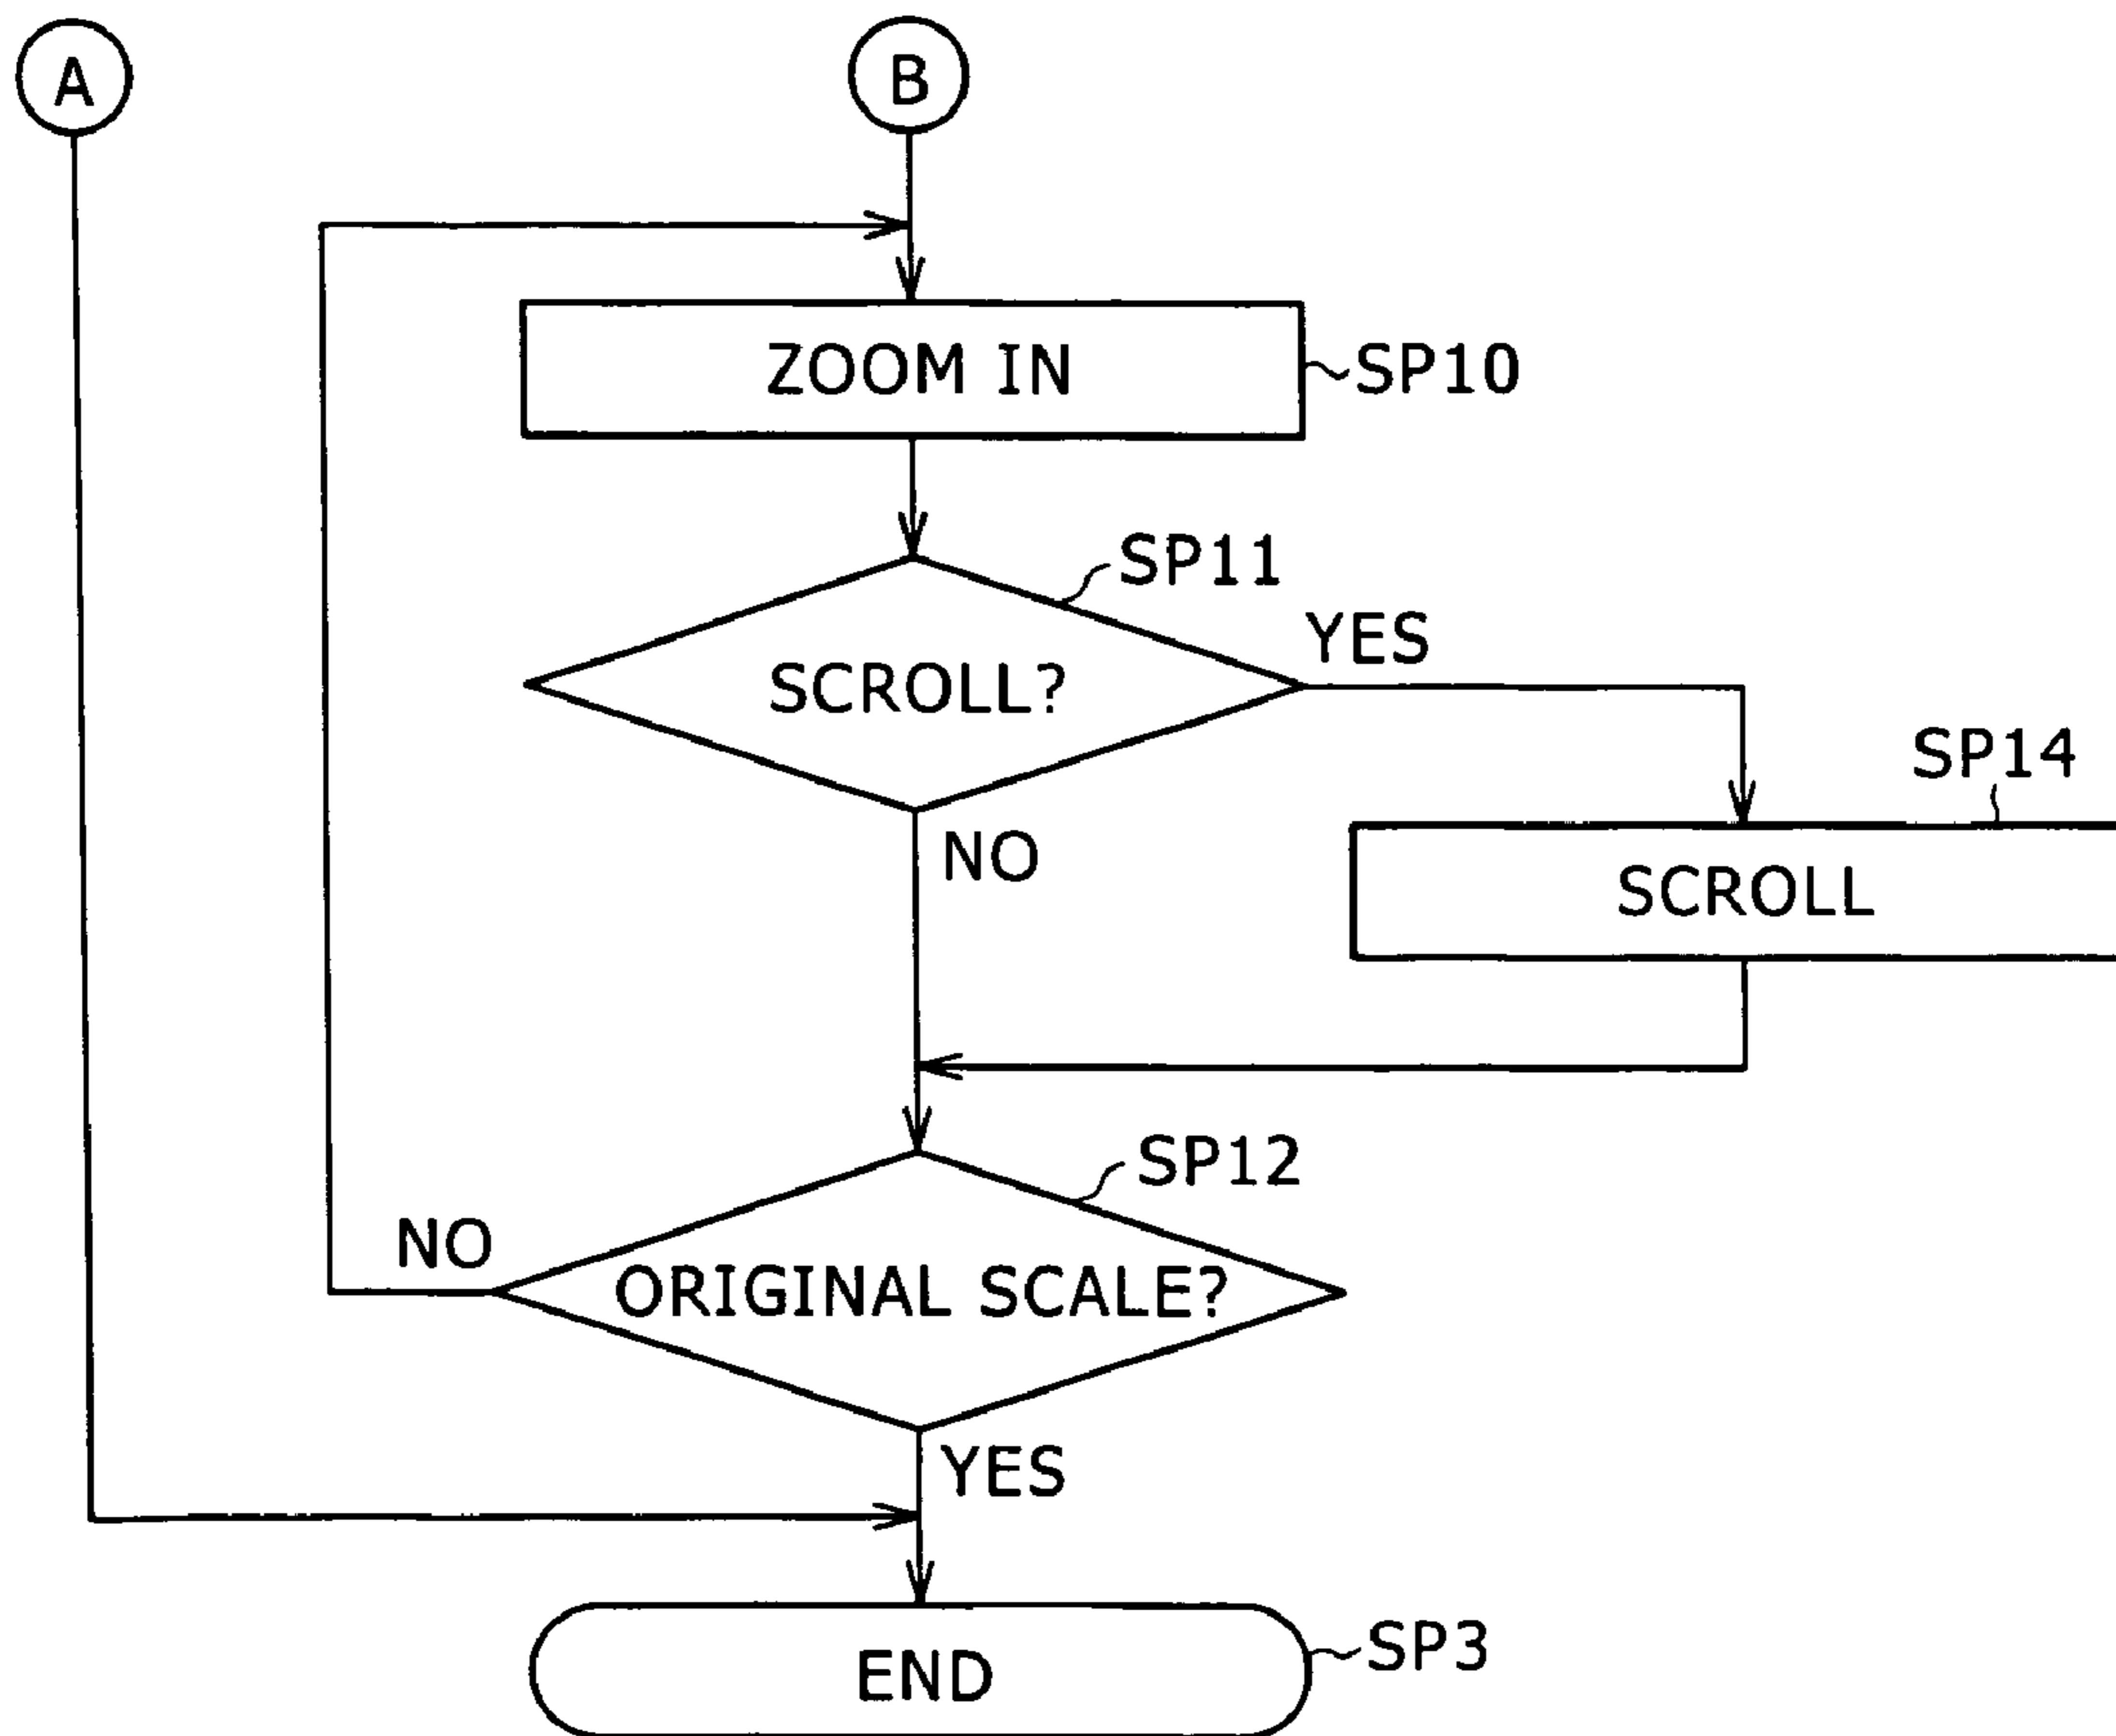 A
B
ZOOM IN
SP10
SP11
SCROLL?
YES
SP14
NO
SCROLL
SP12
NO
ORIGINAL SCALE?
YES
END
SP3